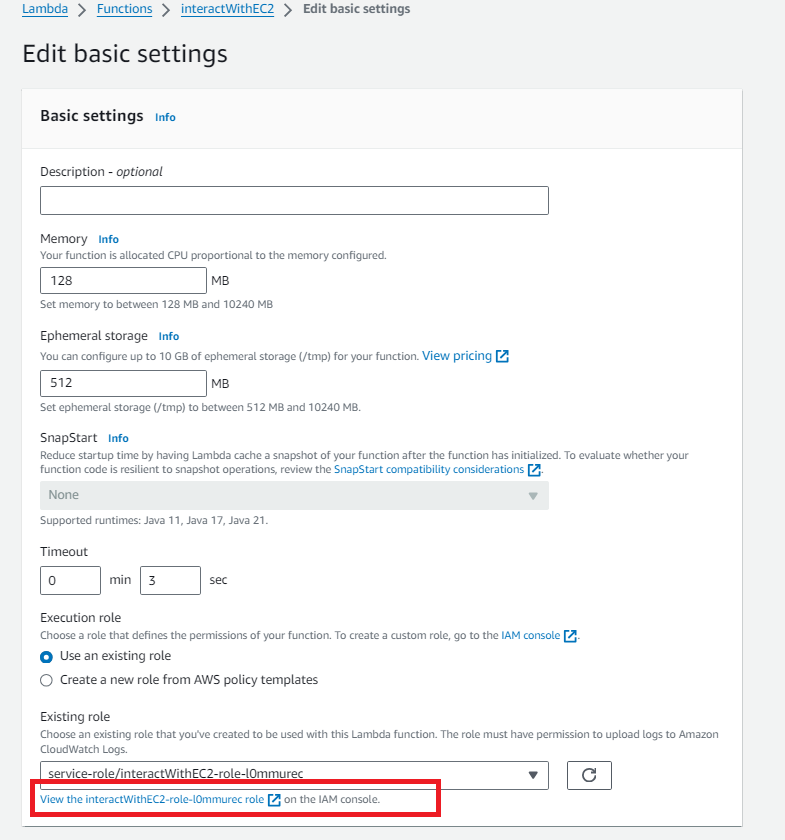 Lambda > Functions > interactWithEC2 > Edit basic settings
Edit basic settings
Basic settings Info
Description - optional
Memory Info
Your function is allocated CPU proportional to the memory configured.
128 MB
Set memory to between 128 MB and 10240 MB
Ephemeral storage Info
You can configure up to 10 GB of ephemeral storage (/tmp) for your function. View pricing
512 MB
Set ephemeral storage (/tmp) to between 512 MB and 10240 MB.
SnapStart Info
Reduce startup time by having Lambda cache a snapshot of your function after the function has initialized. To evaluate whether your
function code is resilient to snapshot operations, review the SnapStart compatibility considerations.
None
Supported runtimes: Java 11, Java 17, Java 21.
Timeout
0 min 3 sec
Execution role
Choose a role that defines the permissions of your function. To create a custom role, go to the IAM console.
Use an existing role
Create a new role from AWS policy templates
Existing role
Choose an existing role that you've created to be used with this Lambda function. The role must have permission to upload logs to Amazon
CloudWatch Logs.
service-role/interactWithEC2-role-l0mmurec
View the interactWithEC2-role-l0mmurec role on the IAM console.